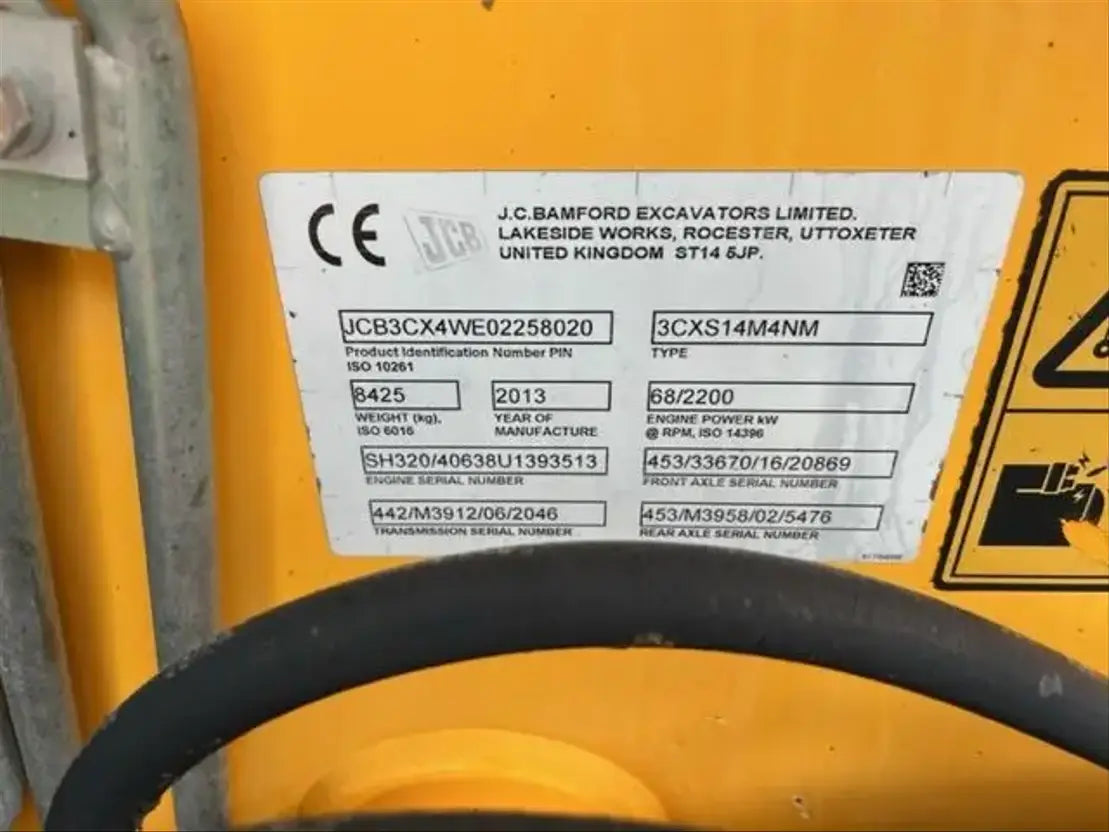 CE JCB
J.C.BAMFORD EXCAVATORS LIMITED.
LAKESIDE WORKS, ROCESTER, UTTOXETER
UNITED KINGDOM ST14 5JP.
JCB3CX4WE02258020
Product Identification Number PIN
ISO 10261
3CXS14M4NM
TYPE
8425
WEIGHT (kg),
ISO 6016
2013
YEAR OF
MANUFACTURE
68/2200
ENGINE POWER kW
@ RPM, ISO 14396
SH320/40638U1393513
ENGINE SERIAL NUMBER
453/33670/16/20869
FRONT AXLE SERIAL NUMBER
442/M3912/06/2046
TRANSMISSION SERIAL NUMBER
453/M3958/02/5476
REAR AXLE SERIAL NUMBER